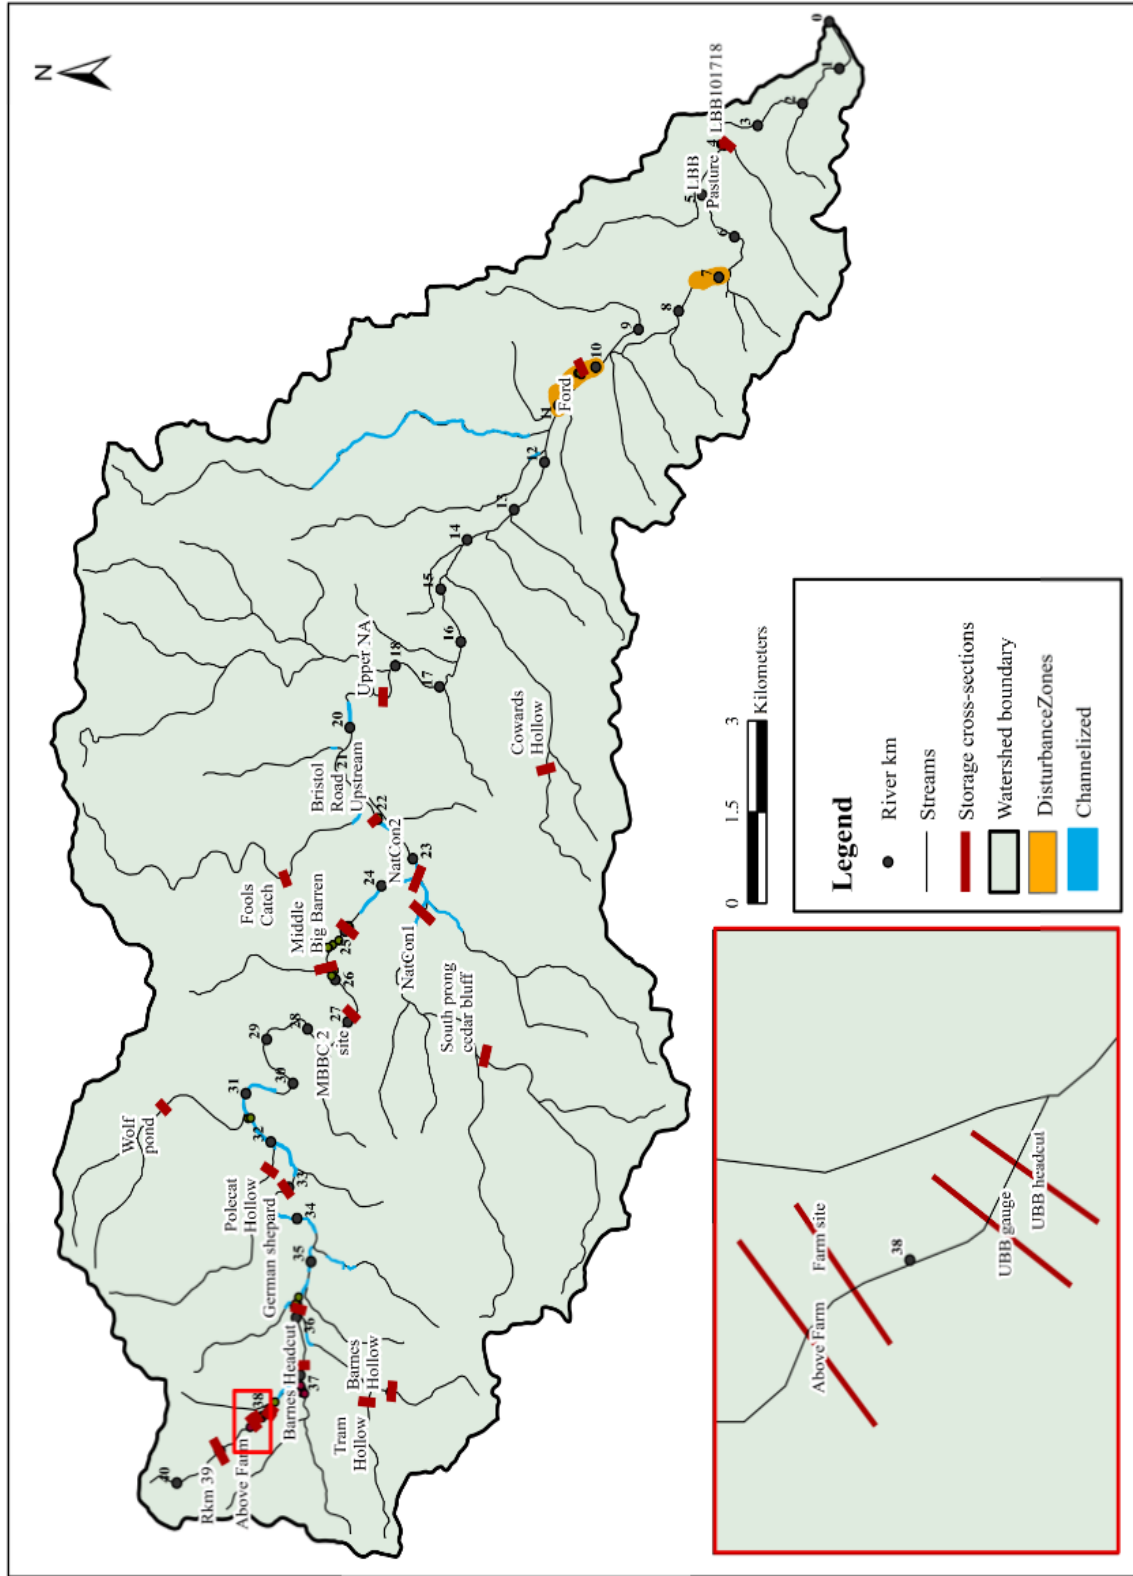 N
0
1
2
3
4 LBB101718
5 LBB
Pasture
6
7
8
9
10
Ford
11
12
13
14
15
16
17
18
Upper NA
20
21
Bristol
Road
Upstream
22
NatCon2
23
24
Fools
Catch
Middle
Big Barren
25
NatCon1
26
27
MBBC 2
site
28
29
30
31
32
33
34
35
36
37
38
40
South prong
cedar bluff
Cowards
Hollow
Wolf
pond
Polecat
Hollow
German shepard
Barnes Headcut
Barnes
Hollow
Tram
Hollow
Rkm 39
Above Farm
0 1.5 3
Kilometers
Legend
River km
Streams
Storage cross-sections
Watershed boundary
DisturbanceZones
Channelized
Above Farm
Farm site
38
UBB gauge
UBB headcut